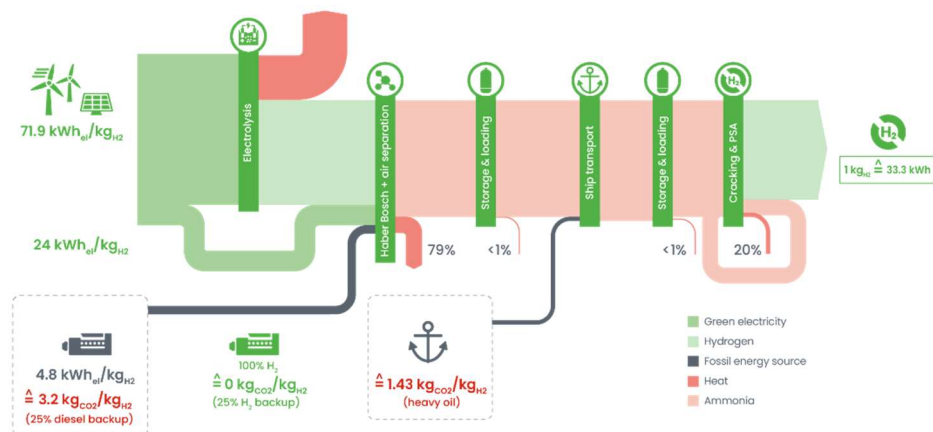 71.9 kWhel/kgH2
24 kWhel/kgH2
Electrolysis
Haber Bosch + air separation
Storage & loading
Ship transport
Storage & loading
H2
Cracking & PSA
H2
1 kgH2 ≙ 33.3 kWh
79%
<1%
<1%
20%
4.8 kWhel/kgH2
≙ 3.2 kgCO2/kgH2
(25% diesel backup)
100% H2
≙ 0 kgCO2/kgH2
(25% H2 backup)
≙ 1.43 kgCO2/kgH2
(heavy oil)
Green electricity
Hydrogen
Fossil energy source
Heat
Ammonia